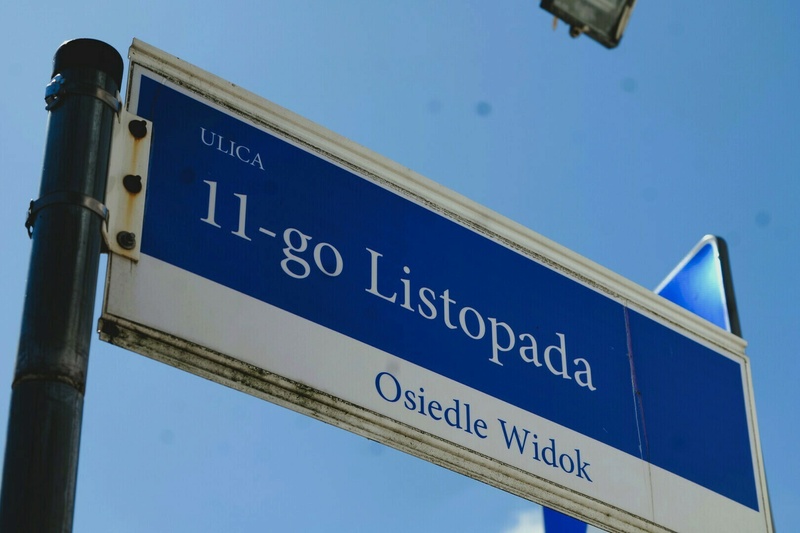 ULICA
11-go Listopada
Osiedle Widok